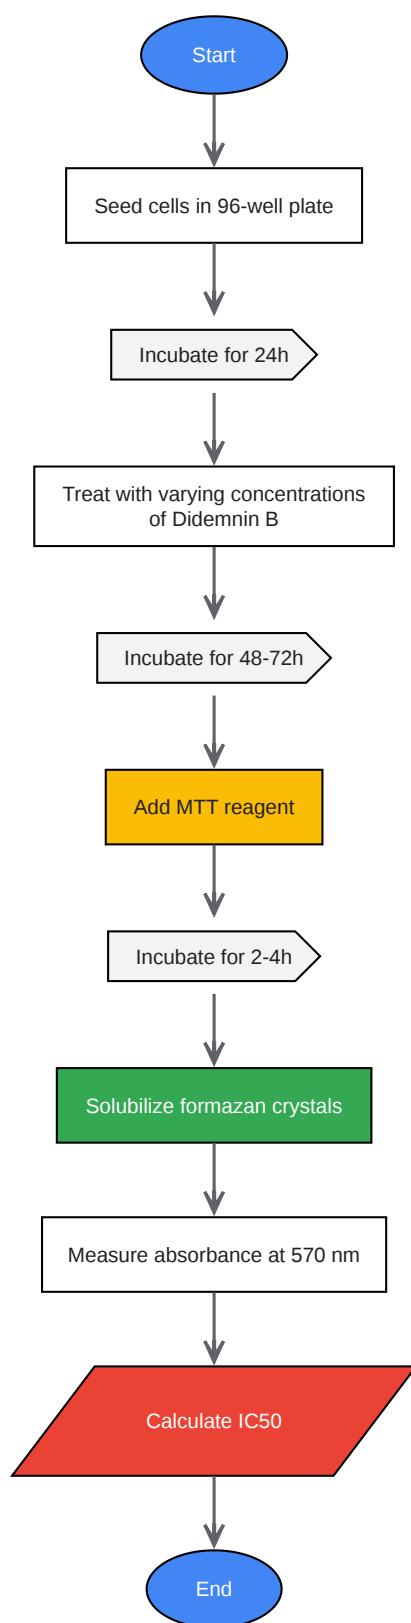 Start
Seed cells in 96-well plate
Incubate for 24h
Treat with varying concentrations
of Didemnin B
Incubate for 48-72h
Add MTT reagent
Incubate for 2-4h
Solubilize formazan crystals
Measure absorbance at 570 nm
Calculate IC50
End